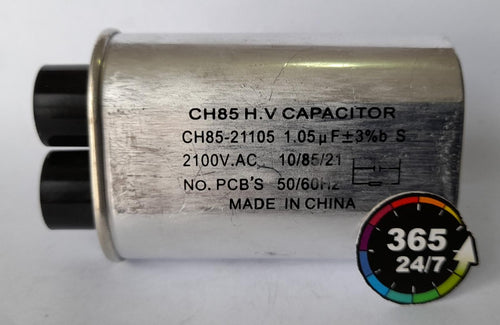 CH85 H.V CAPACITOR
CH85-21105 1.05μF±3%b S
2100V.AC. 10/85/21
No. PCB'S 50/60Hz
MADE IN CHINA
365
24/7